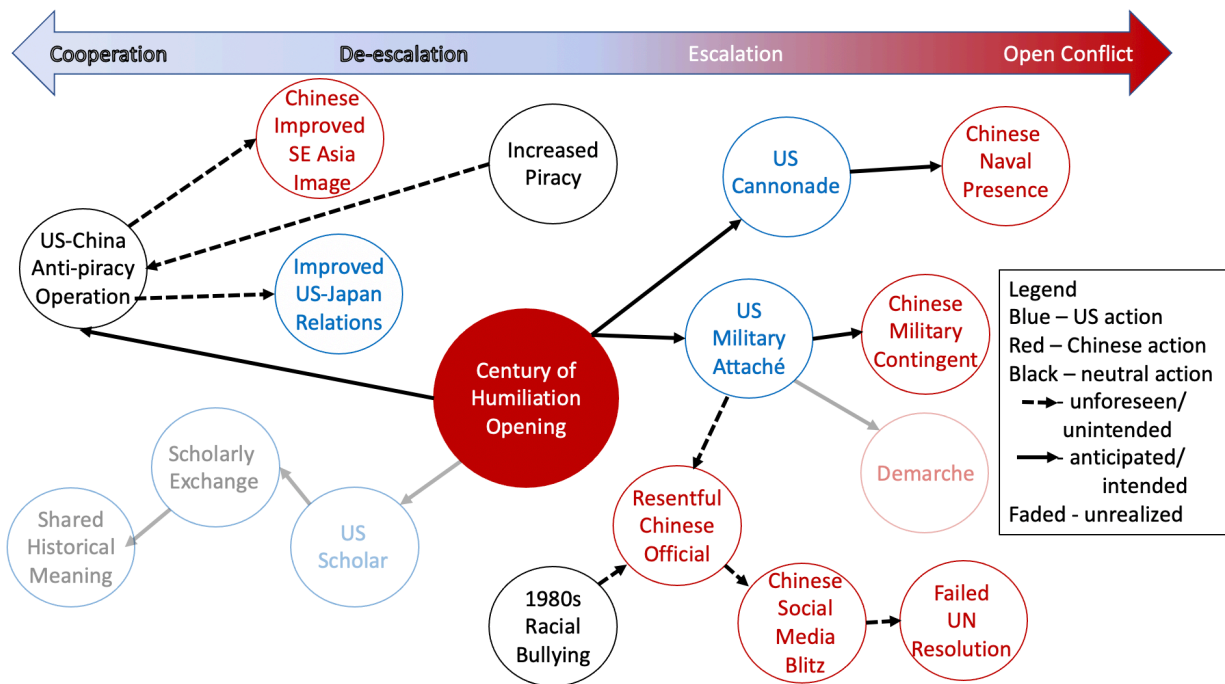 Cooperation
De-escalation
Escalation
Open Conflict
Chinese
Improved
SE Asia
Image
Increased
Piracy
US
Cannonade
Chinese
Naval
Presence
US-China
Anti-piracy
Operation
Improved
US-Japan
Relations
Century of
Humiliation
Opening
US
Military
Attaché
Chinese
Military
Contingent
Legend
Blue – US action
Red – Chinese action
Black – neutral action
- unforeseen/
unintended
- anticipated/
intended
Faded - unrealized
Scholarly
Exchange
Shared
Historical
Meaning
US
Scholar
Demarche
Resentful
Chinese
Official
1980s
Racial
Bullying
Chinese
Social
Media
Blitz
Failed
UN
Resolution